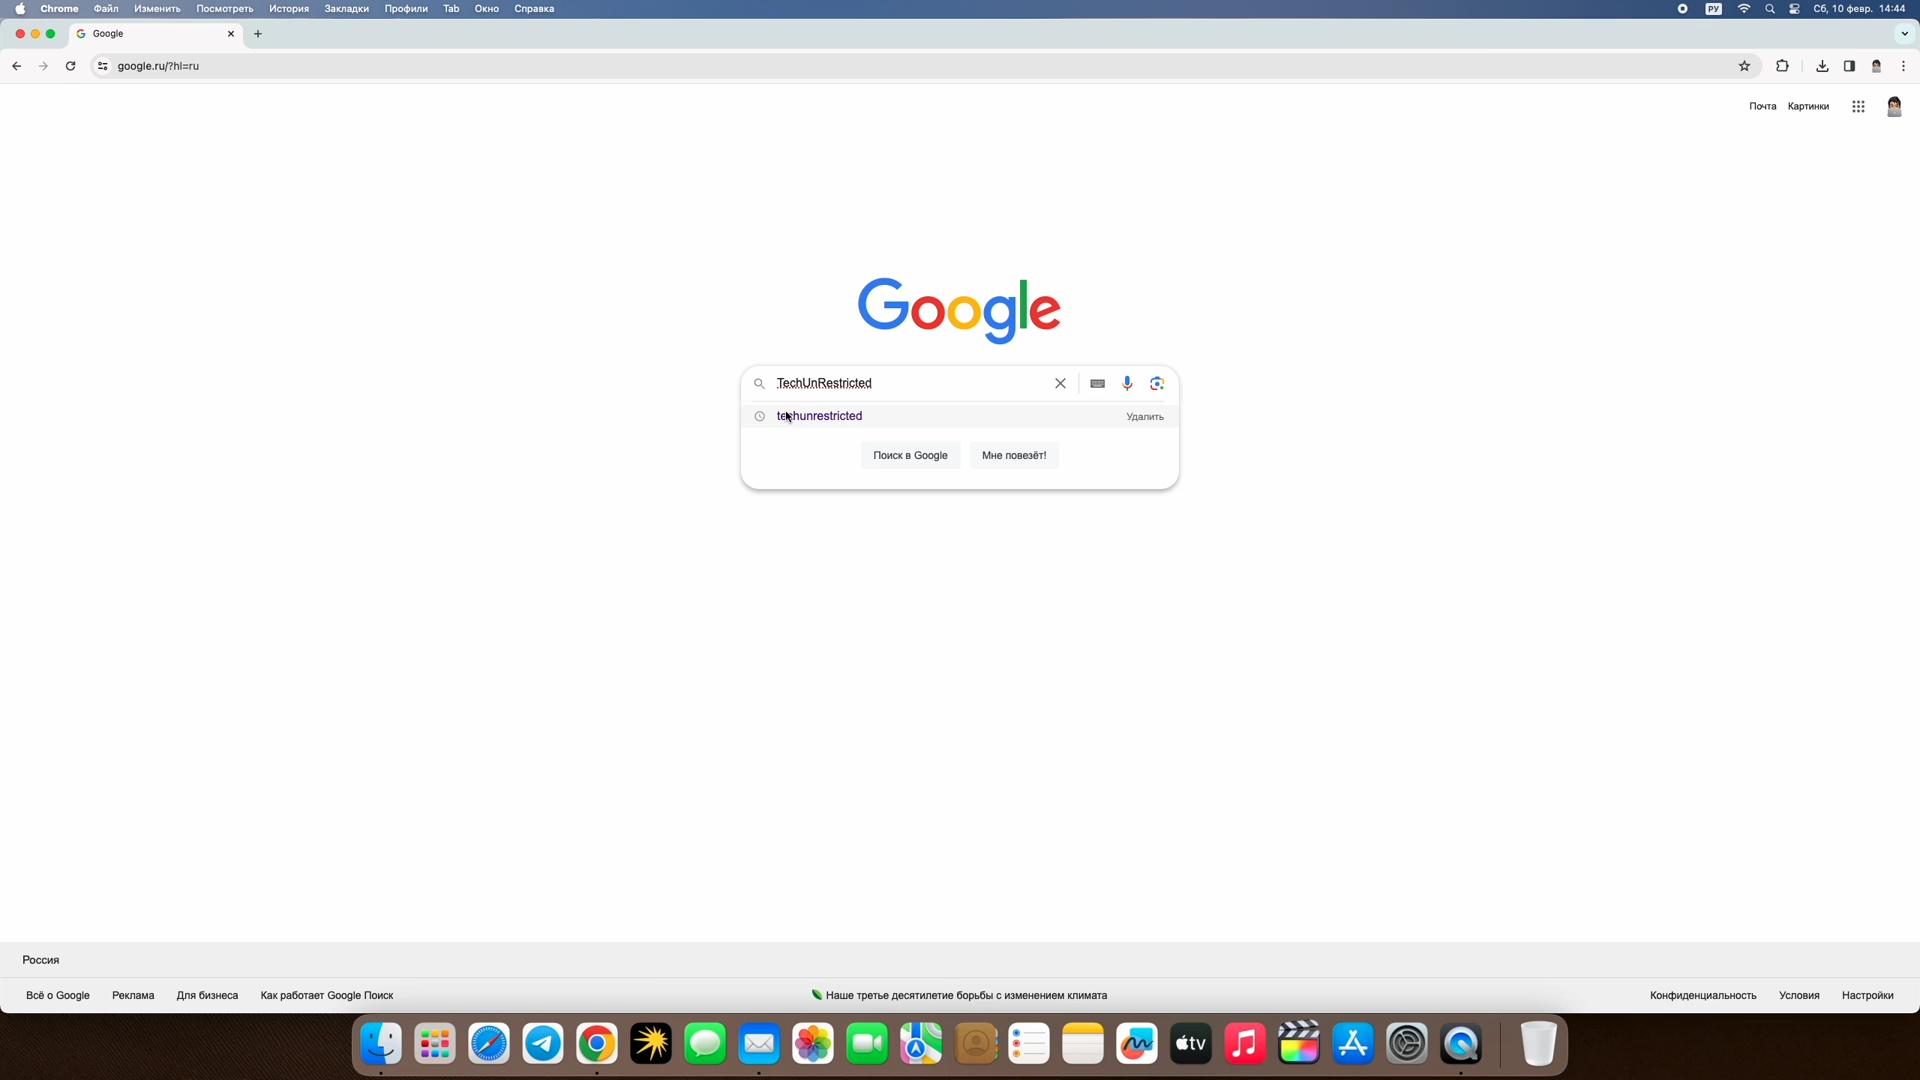 Chrome Файл Изменить Посмотреть История Закладки Профили Tab Окно Справка РУ Сб, 10 февр. 14:44
Google
google.ru/?hl=ru
Почта Картинки
Google
TechUnRestricted
techunrestricted Удалить
Поиск в Google Мне повезёт!
Россия
Всё о Google Реклама Для бизнеса Как работает Google Поиск Наше третье десятилетие борьбы с изменением климата Конфиденциальность Условия Настройки
tv